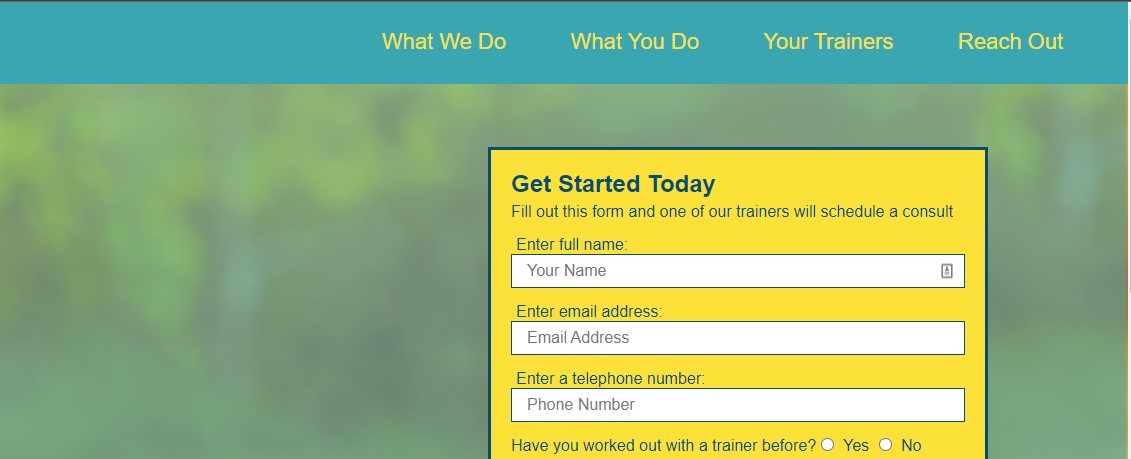 What We Do What You Do Your Trainers Reach Out
Get Started Today
Fill out this form and one of our trainers will schedule a consult
Enter full name:
Your Name
Enter email address:
Email Address
Enter a telephone number:
Phone Number
Have you worked out with a trainer before? Yes No